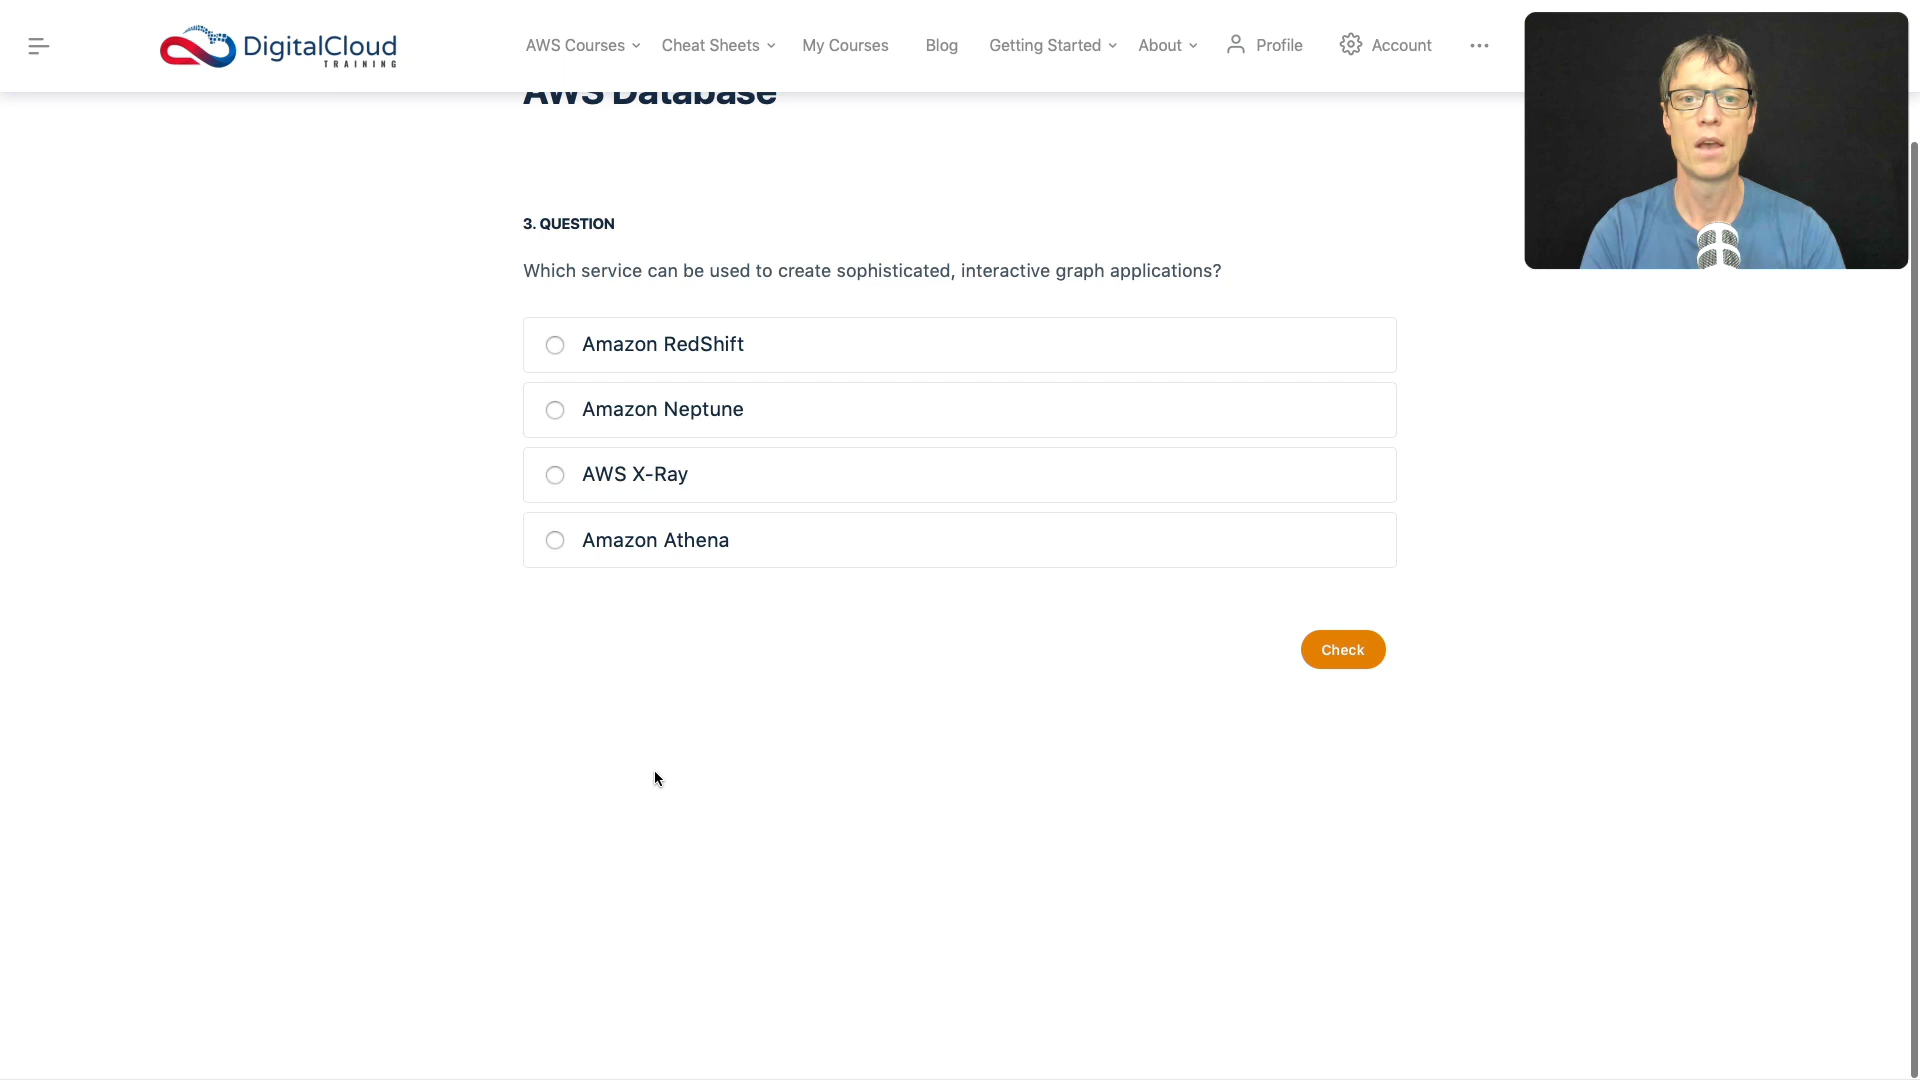 DigitalCloud
TRAINING
AWS Courses
Cheat Sheets
My Courses
Blog
Getting Started
About
Profile
Account
AWS Database
3. QUESTION
Which service can be used to create sophisticated, interactive graph applications?
Amazon RedShift
Amazon Neptune
AWS X-Ray
Amazon Athena
Check